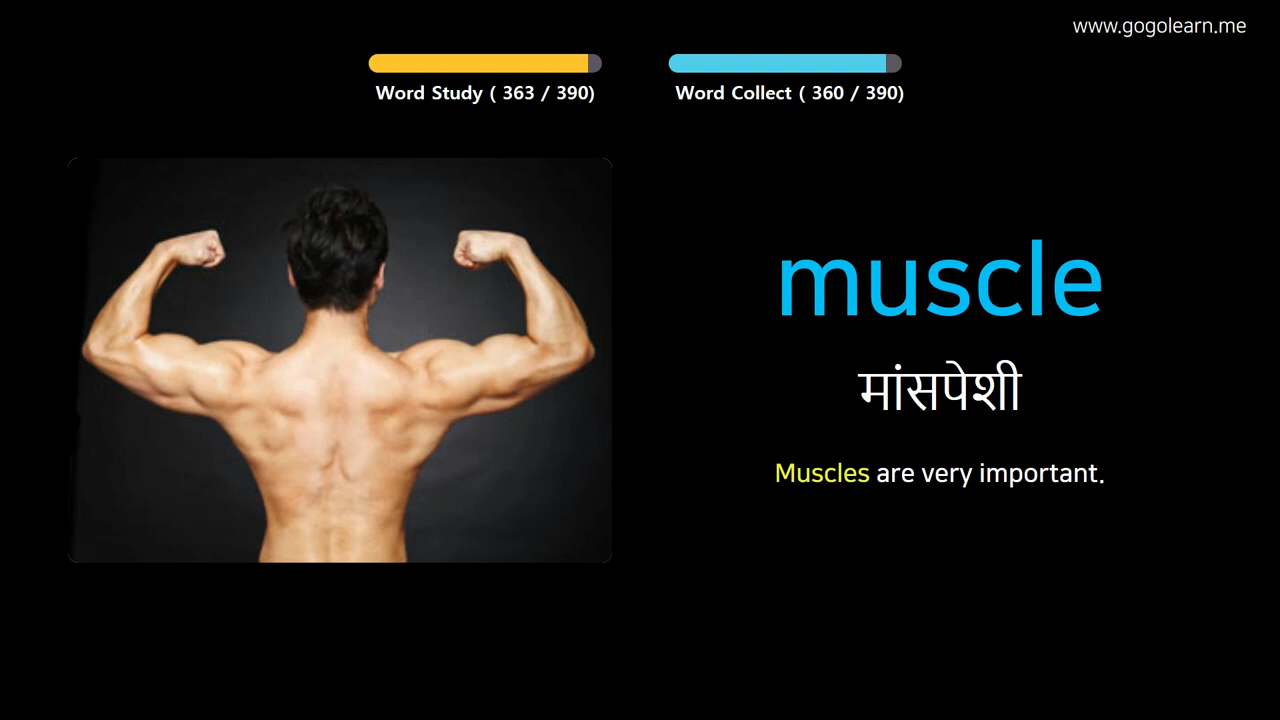 www.gogolearn.me
Word Study ( 363 / 390)
Word Collect ( 360 / 390)
muscle
मांसपेशी
Muscles are very important.